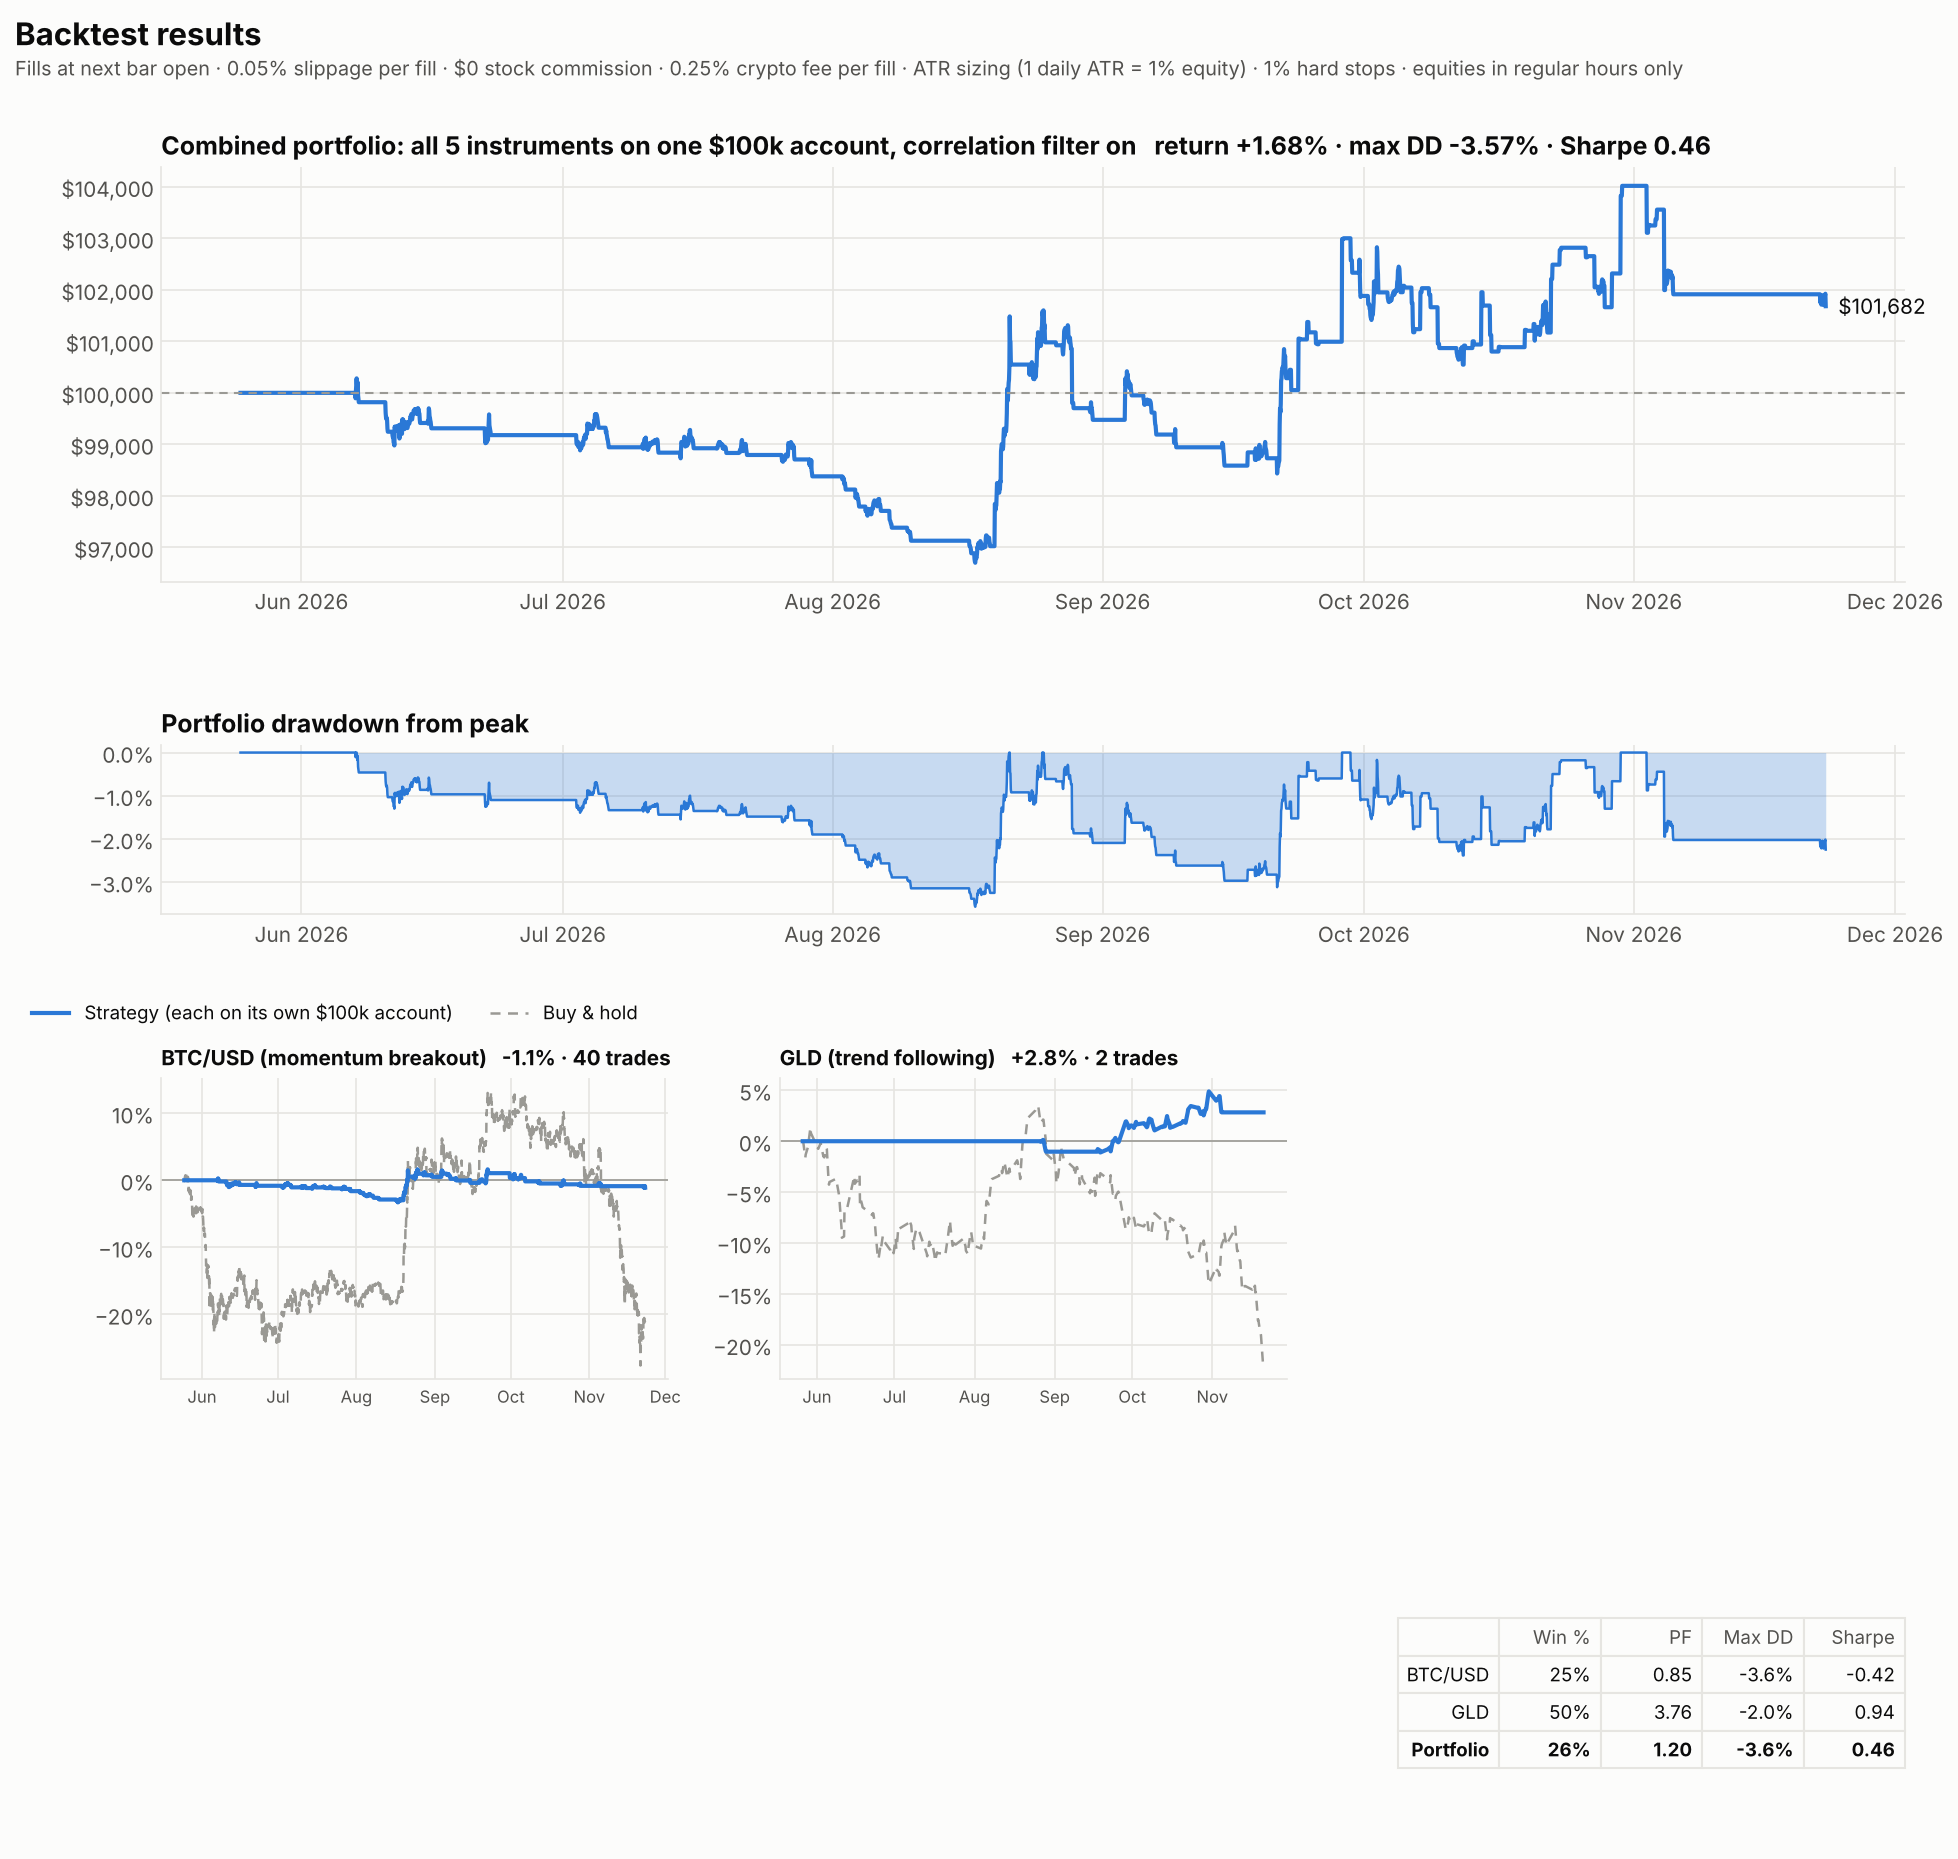 Backtest results
Fills at next bar open · 0.05% slippage per fill · $0 stock commission · 0.25% crypto fee per fill · ATR sizing (1 daily ATR = 1% equity) · 1% hard stops · equities in regular hours only
Combined portfolio: all 5 instruments on one $100k account, correlation filter on   return +1.68% · max DD -3.57% · Sharpe 0.46
$104,000
$103,000
$102,000
$101,000
$100,000
$99,000
$98,000
$97,000
$101,682
Jun 2026 Jul 2026 Aug 2026 Sep 2026 Oct 2026 Nov 2026 Dec 2026
Portfolio drawdown from peak
0.0%
−1.0%
−2.0%
−3.0%
Jun 2026 Jul 2026 Aug 2026 Sep 2026 Oct 2026 Nov 2026 Dec 2026
Strategy (each on its own $100k account) Buy & hold
BTC/USD (momentum breakout)   -1.1% · 40 trades
10%
0%
−10%
−20%
Jun Jul Aug Sep Oct Nov Dec
GLD (trend following)   +2.8% · 2 trades
5%
0%
−5%
−10%
−15%
−20%
Jun Jul Aug Sep Oct Nov
Win % PF Max DD Sharpe
BTC/USD 25% 0.85 -3.6% -0.42
GLD 50% 3.76 -2.0% 0.94
Portfolio 26% 1.20 -3.6% 0.46